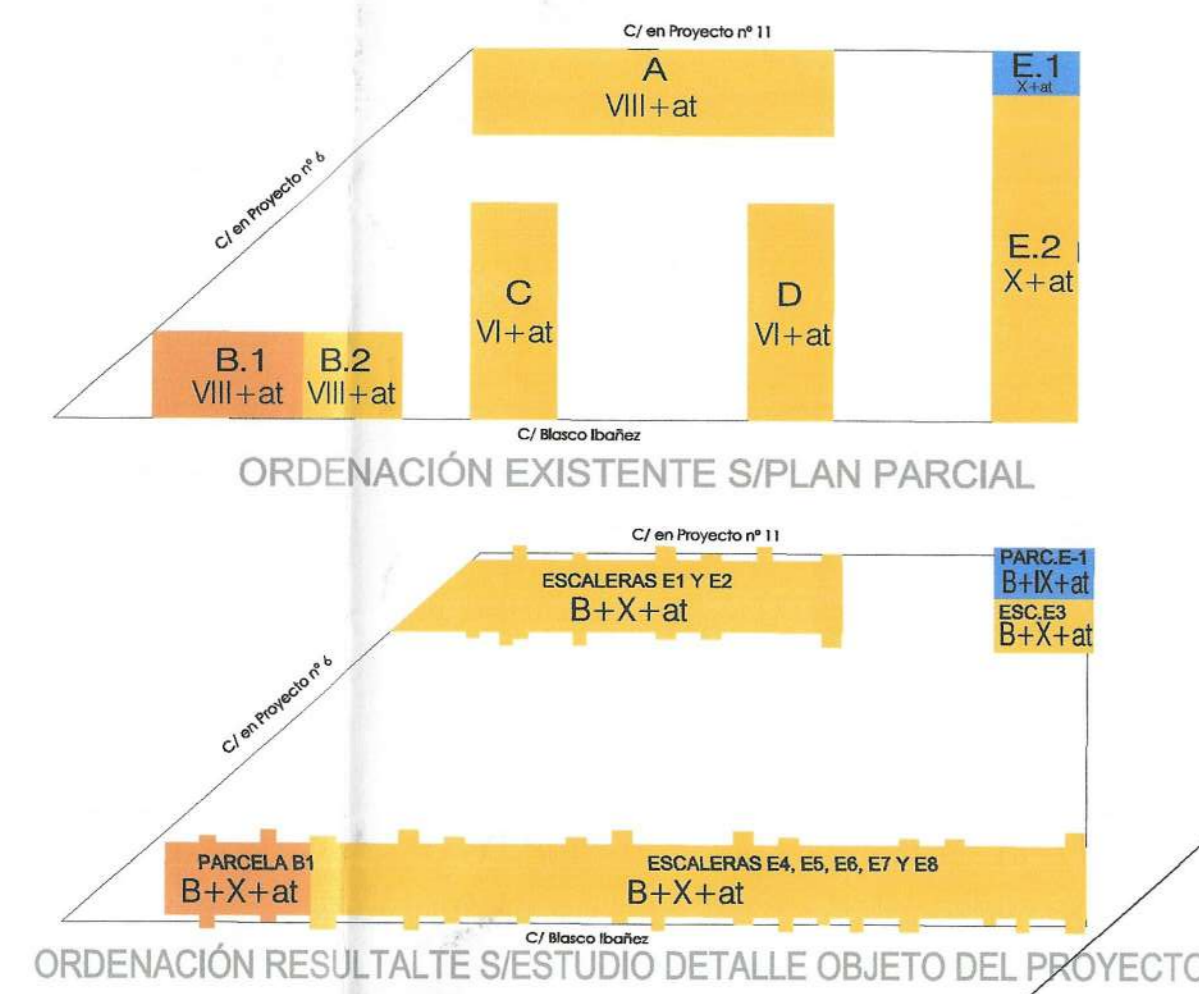 C/ en Proyecto nº 11
A
VIII+at
E.1
X+at
C/ en Proyecto nº 6
E.2
X+at
C
VI+at
D
VI+at
B.1
VIII+at
B.2
VIII+at
C/ Blasco Ibañez
ORDENACIÓN EXISTENTE S/PLAN PARCIAL
C/ en Proyecto nº 11
ESCALERAS E1 Y E2
B+X+at
PARC.E-1
B+IX+at
ESC.E3
B+X+at
C/ en Proyecto nº 6
PARCELA B1
B+X+at
ESCALERAS E4, E5, E6, E7 Y E8
B+X+at
C/ Blasco Ibañez
ORDENACIÓN RESULTALTE S/ESTUDIO DETALLE OBJETO DEL PROYECTO